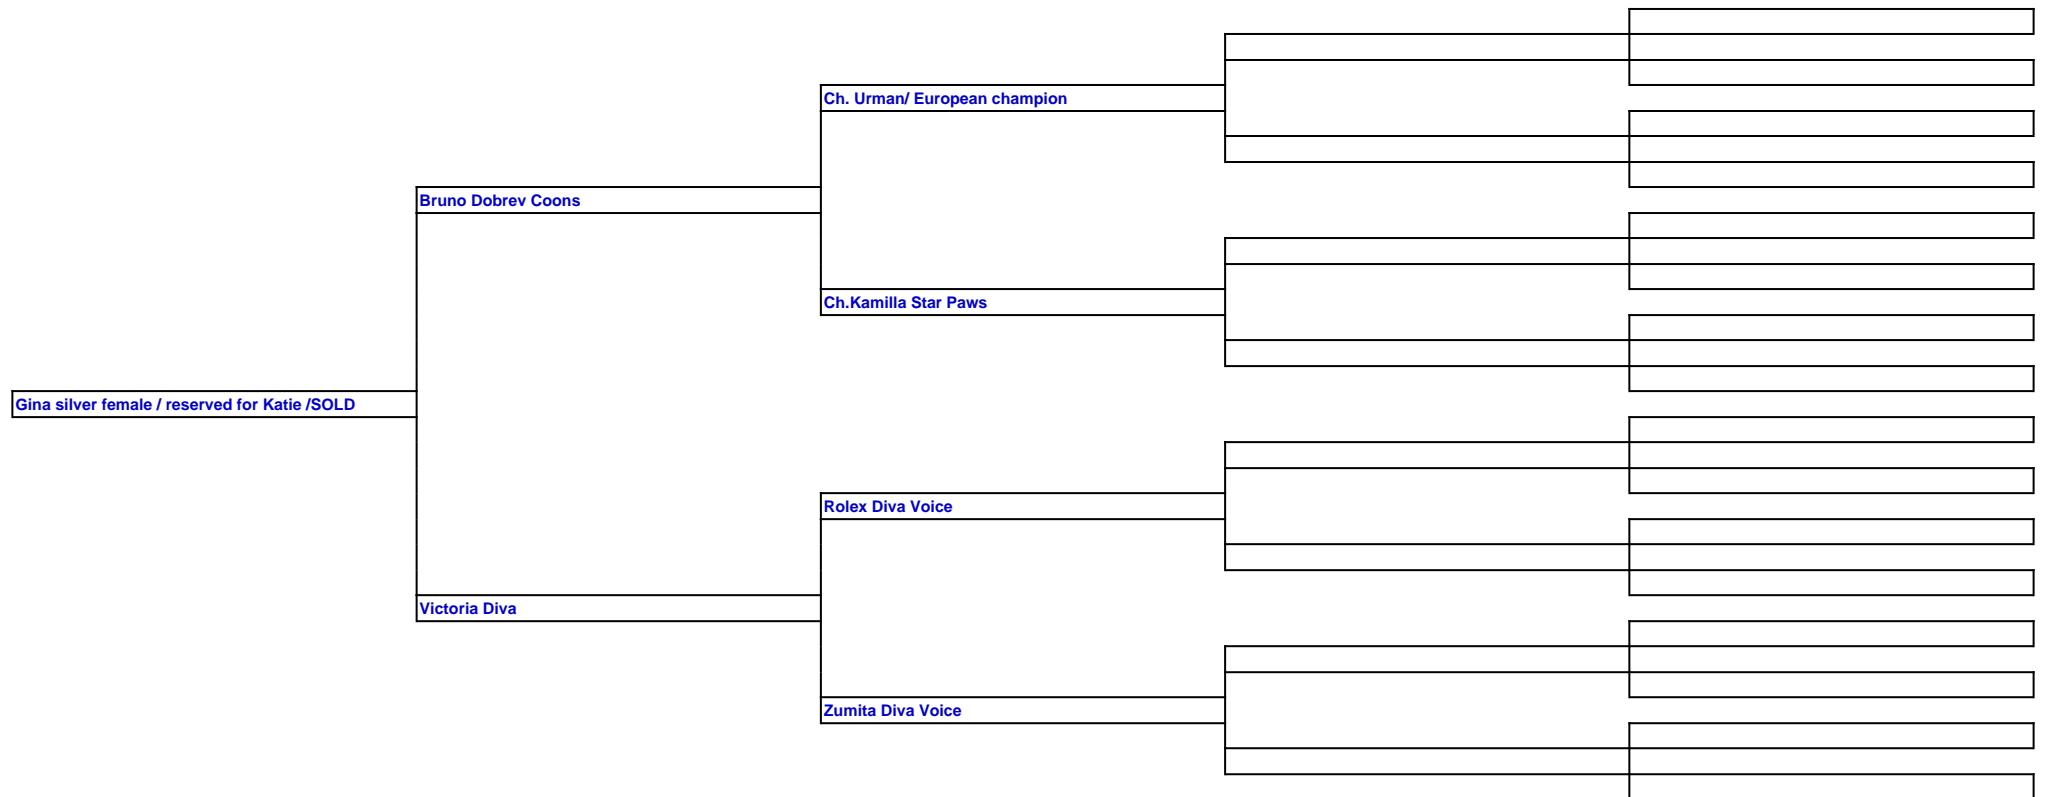 Ch. Urman/ European champion
Bruno Dobrev Coons
Ch.Kamilla Star Paws
Gina silver female / reserved for Katie /SOLD
Rolex Diva Voice
Victoria Diva
Zumita Diva Voice